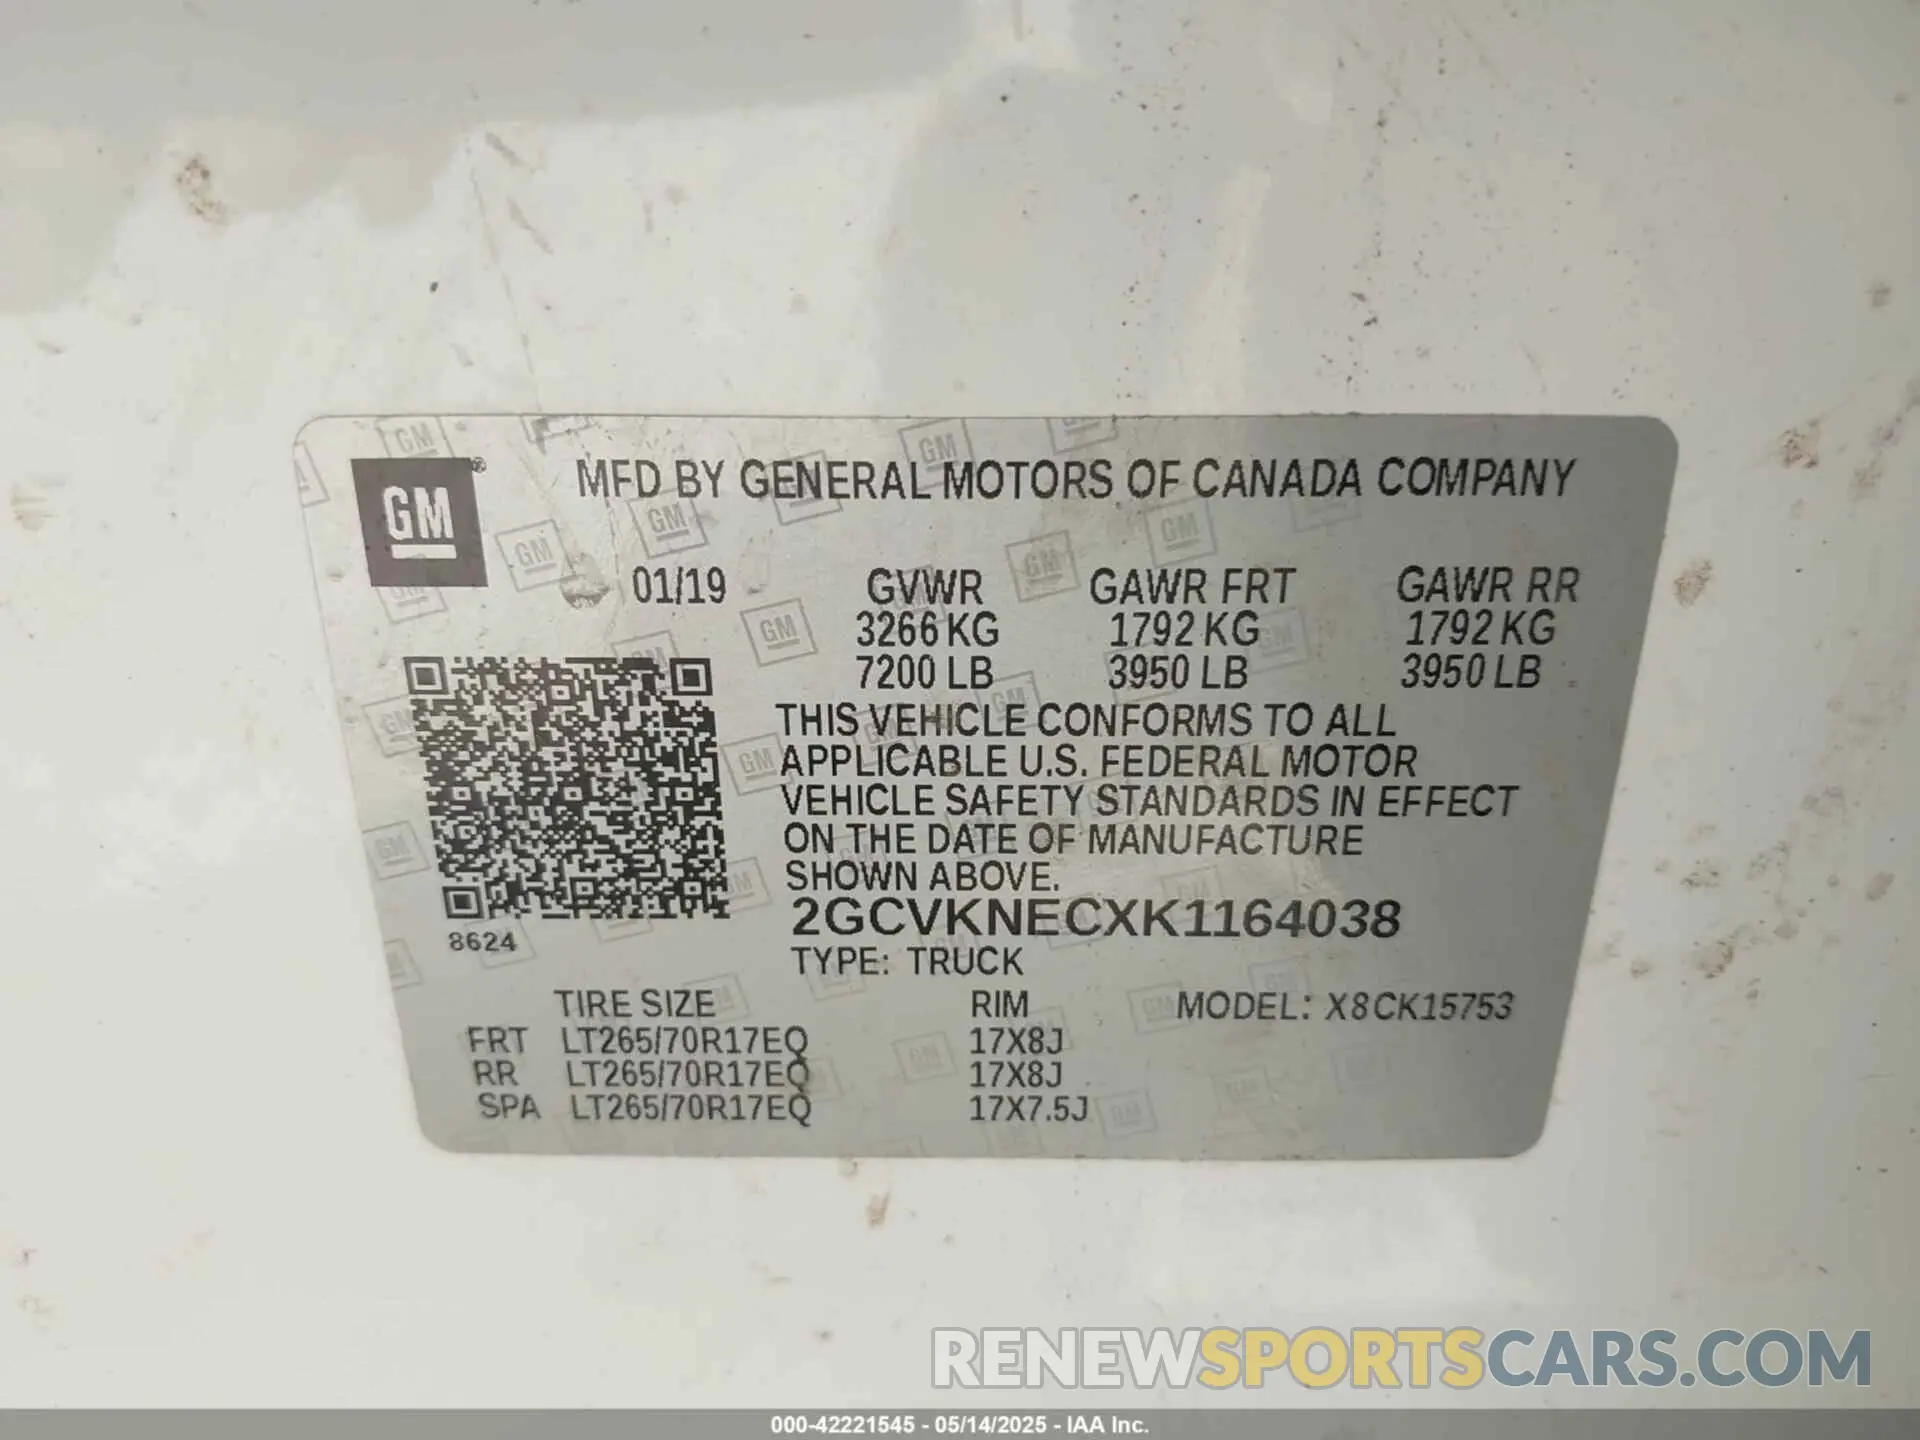 GM®
MFD BY GENERAL MOTORS OF CANADA COMPANY
01/19 GVWR GAWR FRT GAWR RR
3266 KG 1792 KG 1792 KG
7200 LB 3950 LB 3950 LB
THIS VEHICLE CONFORMS TO ALL
APPLICABLE U.S. FEDERAL MOTOR
VEHICLE SAFETY STANDARDS IN EFFECT
ON THE DATE OF MANUFACTURE
SHOWN ABOVE.
2GCVKNECXK1164038
8624
TYPE: TRUCK
TIRE SIZE RIM MODEL: X8CK15753
FRT LT265/70R17EQ 17X8J
RR LT265/70R17EQ 17X8J
SPA LT265/70R17EQ 17X7.5J
RENEWSPORTSCARS.COM
000-42221545 - 05/14/2025 - IAA Inc.